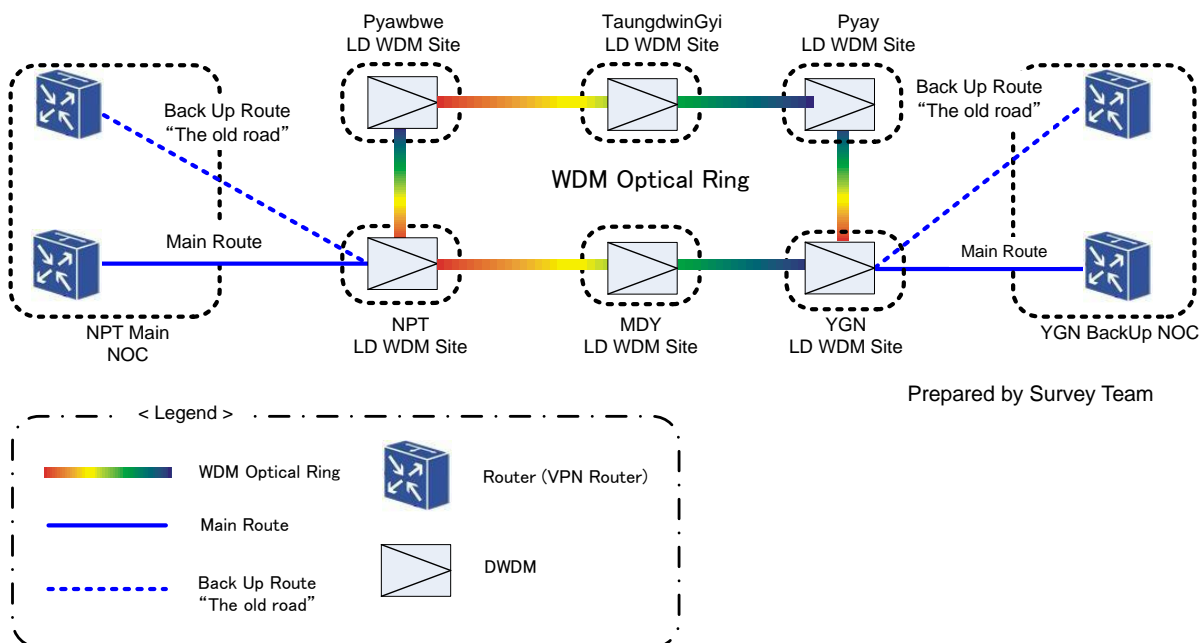 Pyawbwe
LD WDM Site
TaungdwinGyi
LD WDM Site
Pyay
LD WDM Site
Back Up Route
“The old road”
Back Up Route
“The old road”
WDM Optical Ring
Main Route
Main Route
NPT Main
NOC
NPT
LD WDM Site
MDY
LD WDM Site
YGN
LD WDM Site
YGN BackUp NOC
Prepared by Survey Team
< Legend >
WDM Optical Ring
Router (VPN Router)
Main Route
DWDM
Back Up Route
“The old road”